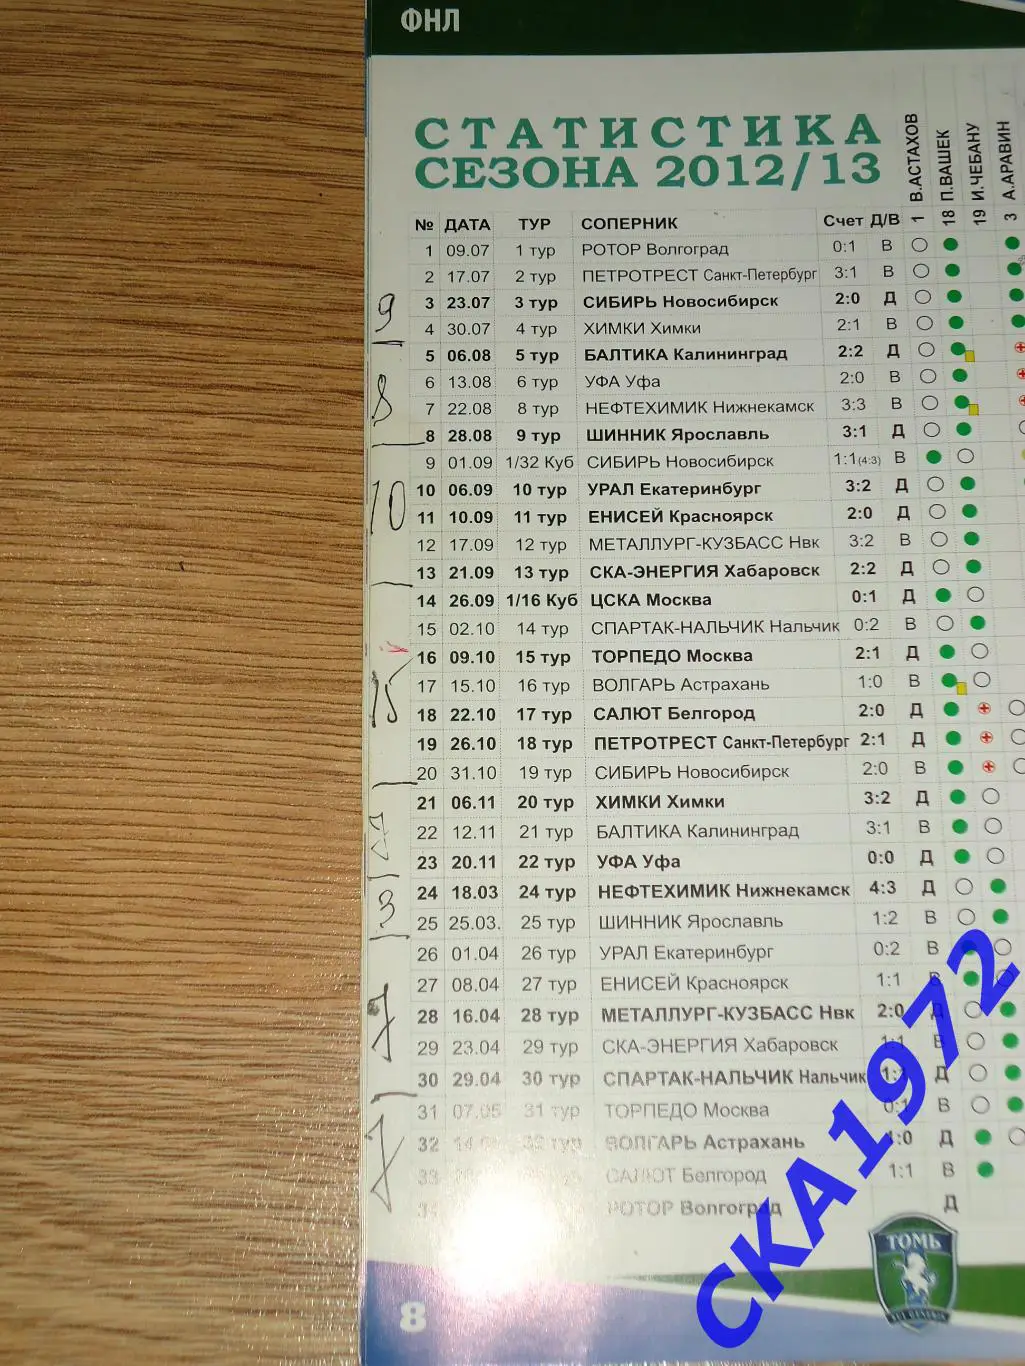 ФНЛ
СТАТИСТИКА
СЕЗОНА 2012/13
№ ДАТА ТУР СОПЕРНИК Счет Д/В 1 В.АСТАХОВ 18 П.ВАШЕК 19 И.ЧЕБАНУ 3 А.АРАВИН
1 09.07 1 тур РОТОР Волгоград 0:1 В
2 17.07 2 тур ПЕТРОТРЕСТ Санкт-Петербург 3:1 В
3 23.07 3 тур СИБИРЬ Новосибирск 2:0 Д
9
4 30.07 4 тур ХИМКИ Химки 2:1 В
5 06.08 5 тур БАЛТИКА Калининград 2:2 Д
6 13.08 6 тур УФА Уфа 2:0 В
8
7 22.08 8 тур НЕФТЕХИМИК Нижнекамск 3:3 В
8 28.08 9 тур ШИННИК Ярославль 3:1 Д
9 01.09 1/32 Куб СИБИРЬ Новосибирск 1:1(4:3) В
10 06.09 10 тур УРАЛ Екатеринбург 3:2 Д
10
11 10.09 11 тур ЕНИСЕЙ Красноярск 2:0 Д
12 17.09 12 тур МЕТАЛЛУРГ-КУЗБАСС Нвк 3:2 В
13 21.09 13 тур СКА-ЭНЕРГИЯ Хабаровск 2:2 Д
14 26.09 1/16 Куб ЦСКА Москва 0:1 Д
15 02.10 14 тур СПАРТАК-НАЛЬЧИК Нальчик 0:2 В
16 09.10 15 тур ТОРПЕДО Москва 2:1 Д
15
17 15.10 16 тур ВОЛГАРЬ Астрахань 1:0 В
18 22.10 17 тур САЛЮТ Белгород 2:0 Д
19 26.10 18 тур ПЕТРОТРЕСТ Санкт-Петербург 2:1 Д
20 31.10 19 тур СИБИРЬ Новосибирск 2:0 В
21 06.11 20 тур ХИМКИ Химки 3:2 Д
22 12.11 21 тур БАЛТИКА Калининград 3:1 В
23 20.11 22 тур УФА Уфа 0:0 Д
24 18.03 24 тур НЕФТЕХИМИК Нижнекамск 4:3 Д
3
25 25.03. 25 тур ШИННИК Ярославль 1:2 В
26 01.04 26 тур УРАЛ Екатеринбург 0:2 В
27 08.04 27 тур ЕНИСЕЙ Красноярск 1:1 В
7
28 16.04 28 тур МЕТАЛЛУРГ-КУЗБАСС Нвк 2:0 Д
29 23.04 29 тур СКА-ЭНЕРГИЯ Хабаровск 1:1 В
30 29.04 30 тур СПАРТАК-НАЛЬЧИК Нальчик Д
31 07.05 31 тур ТОРПЕДО Москва 0:1 В
32 ВОЛГАРЬ Астрахань Д
7
33 САЛЮТ Белгород 1:1 В
РОТОР Волгоград Д
ТОМЬ
8
СКА1972